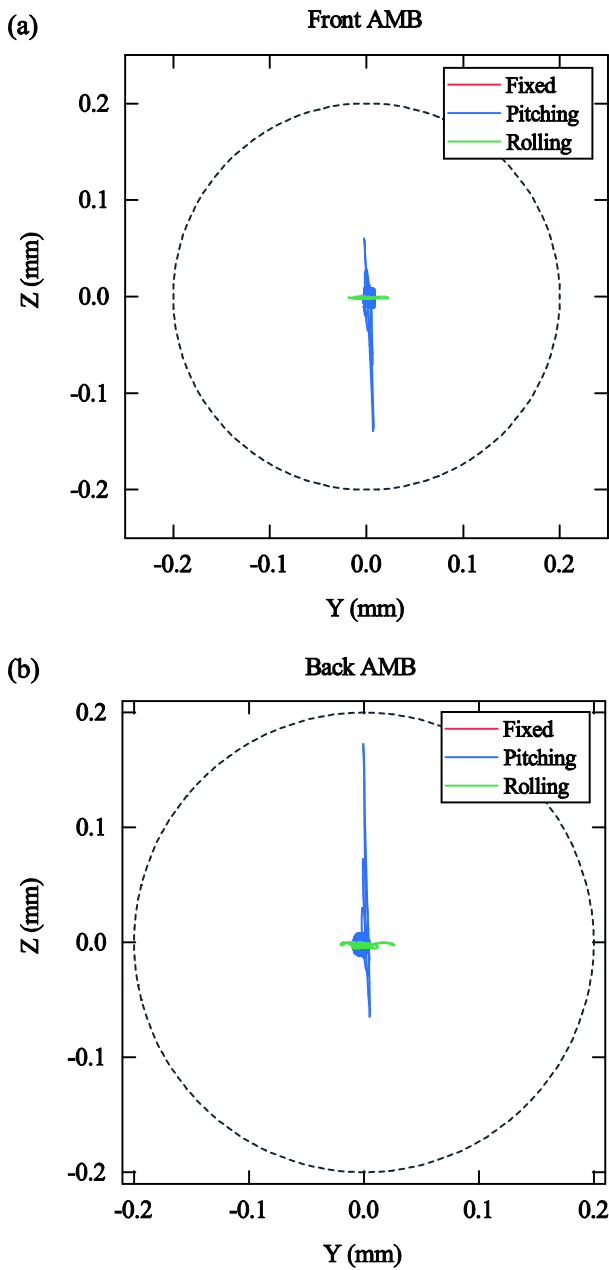 (a)
Front AMB
Fixed
Pitching
Rolling
0.2
0.1
0.0
-0.1
-0.2
Z (mm)
-0.2
-0.1
0.0
0.1
0.2
Y (mm)
(b)
Back AMB
Fixed
Pitching
Rolling
0.2
0.1
0.0
-0.1
-0.2
Z (mm)
-0.2
-0.1
0.0
0.1
0.2
Y (mm)